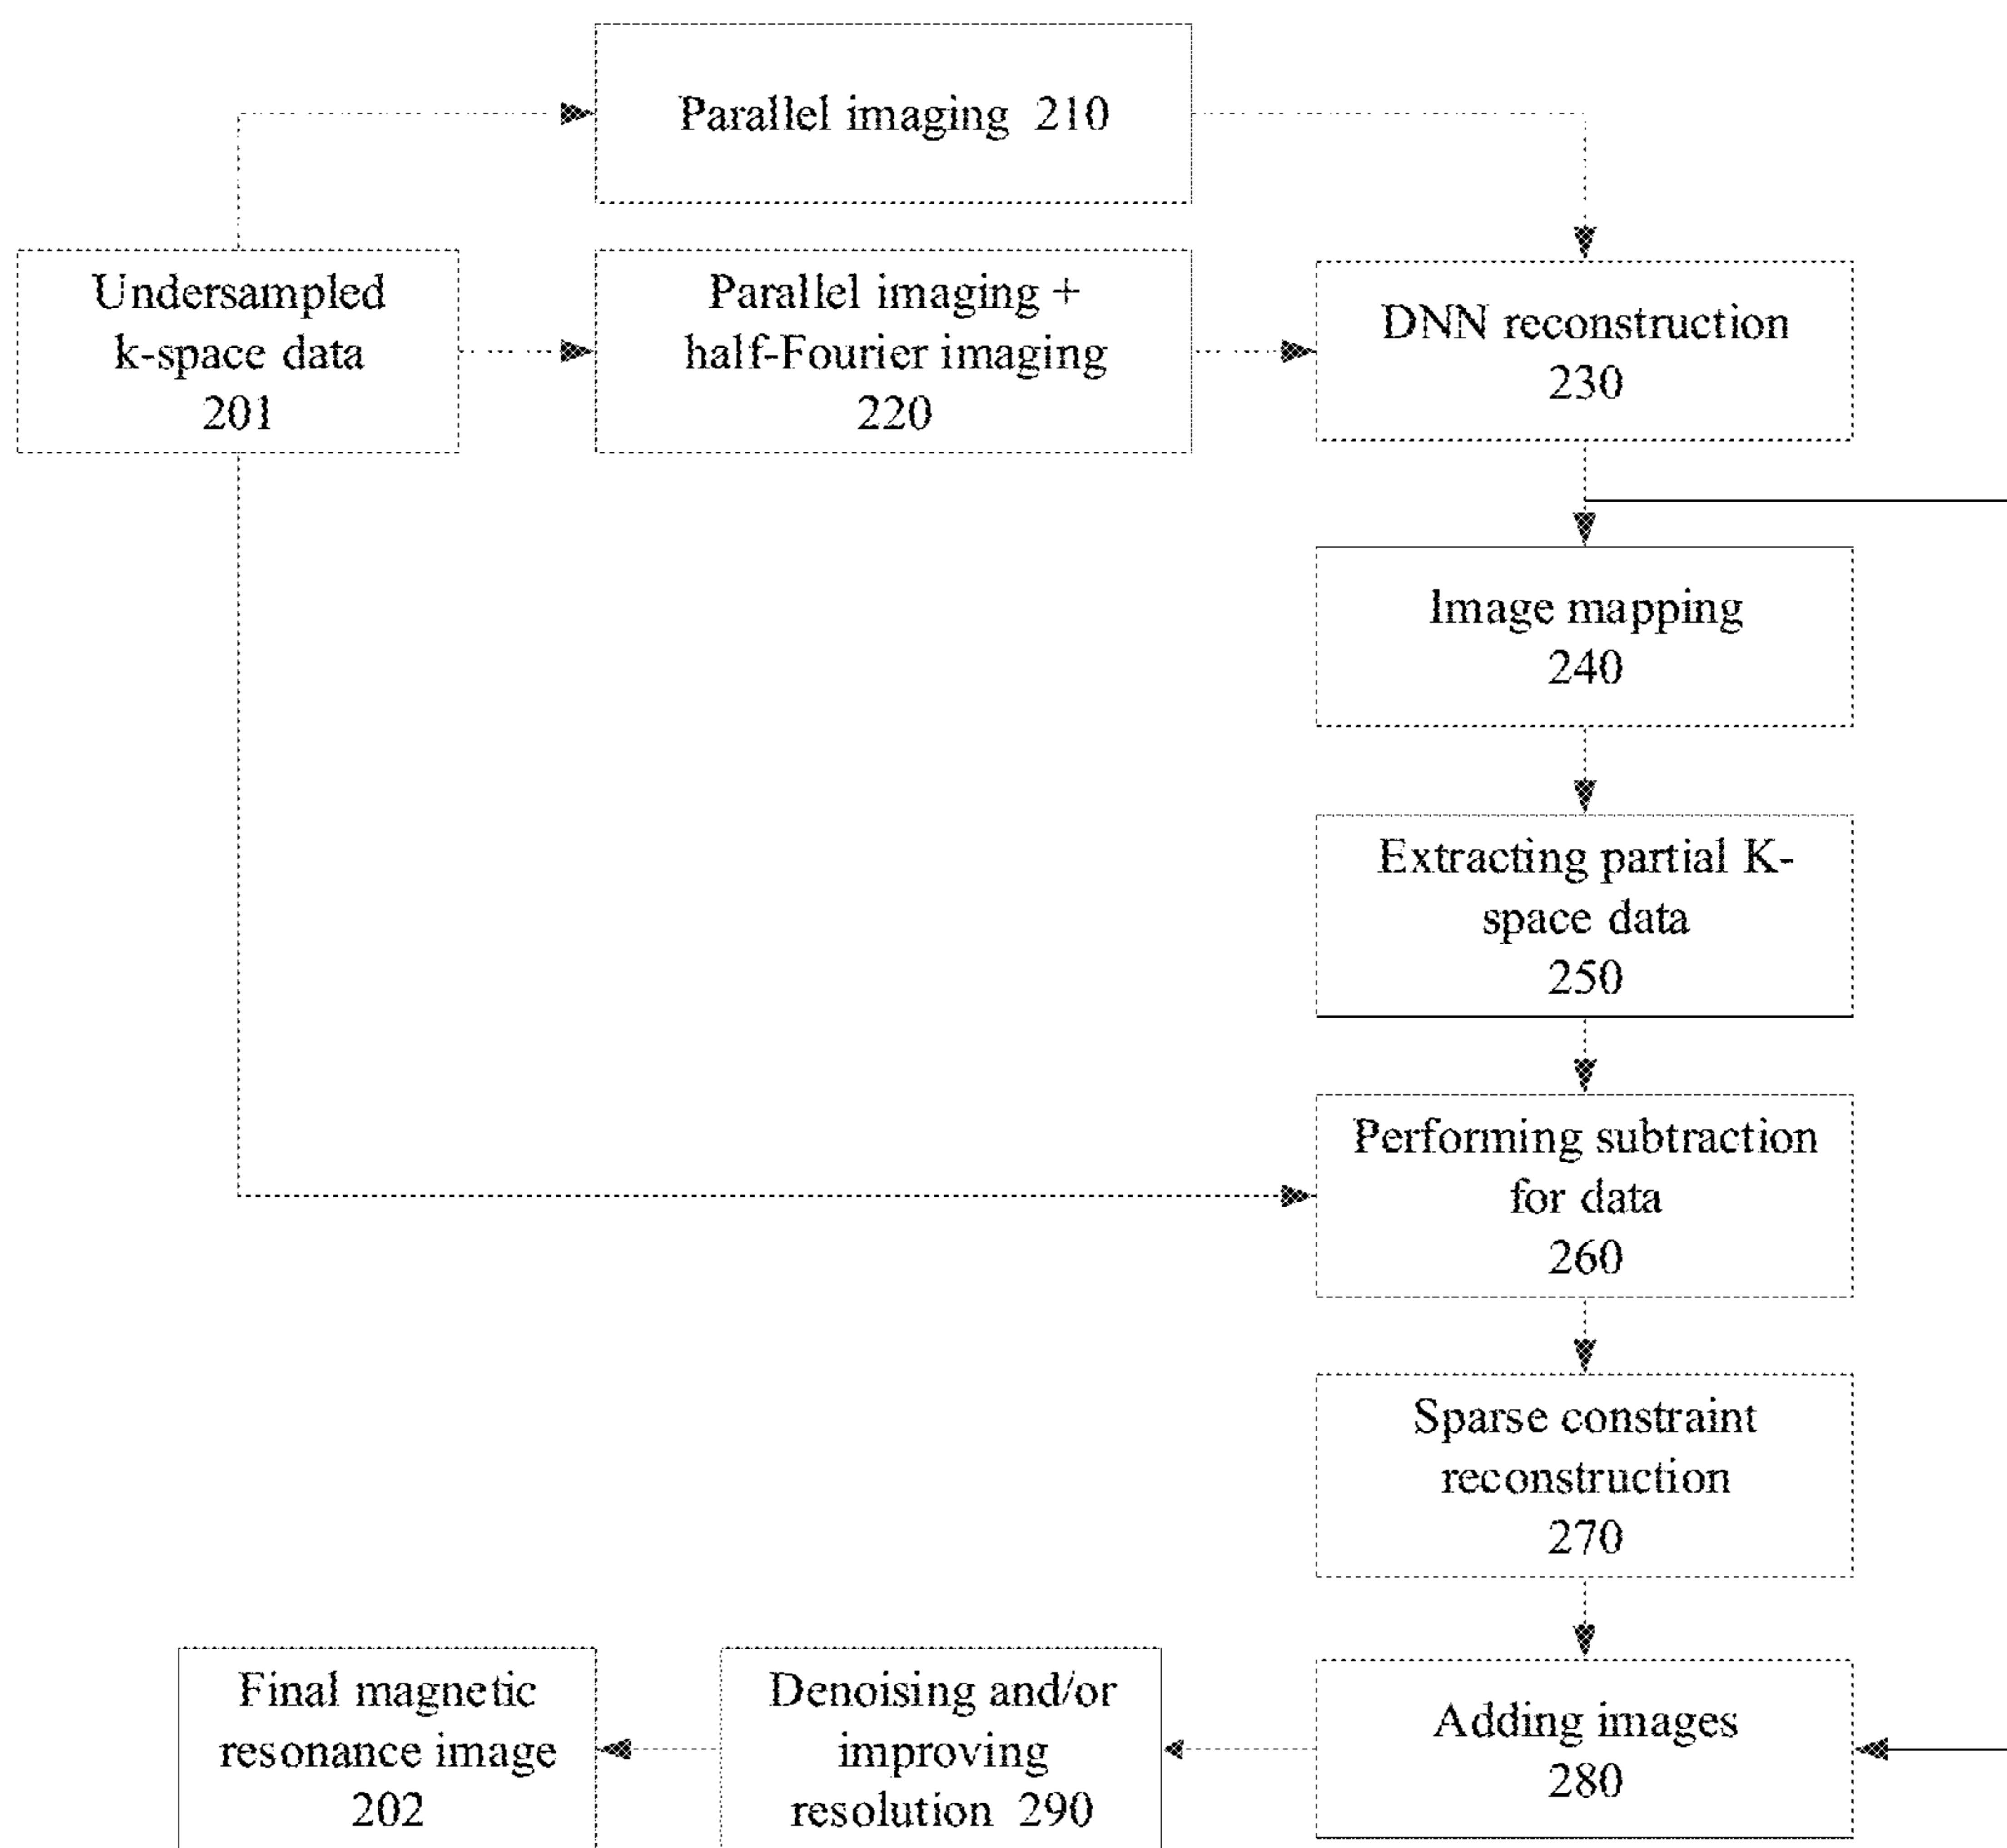 Parallel imaging 210
Undersampled
k-space data
201
Parallel imaging +
half-Fourier imaging
220
DNN reconstruction
230
Image mapping
240
Extracting partial K-
space data
250
Performing subtraction
for data
260
Sparse constraint
reconstruction
270
Final magnetic
resonance image
202
Denoising and/or
improving
resolution 290
Adding images
280